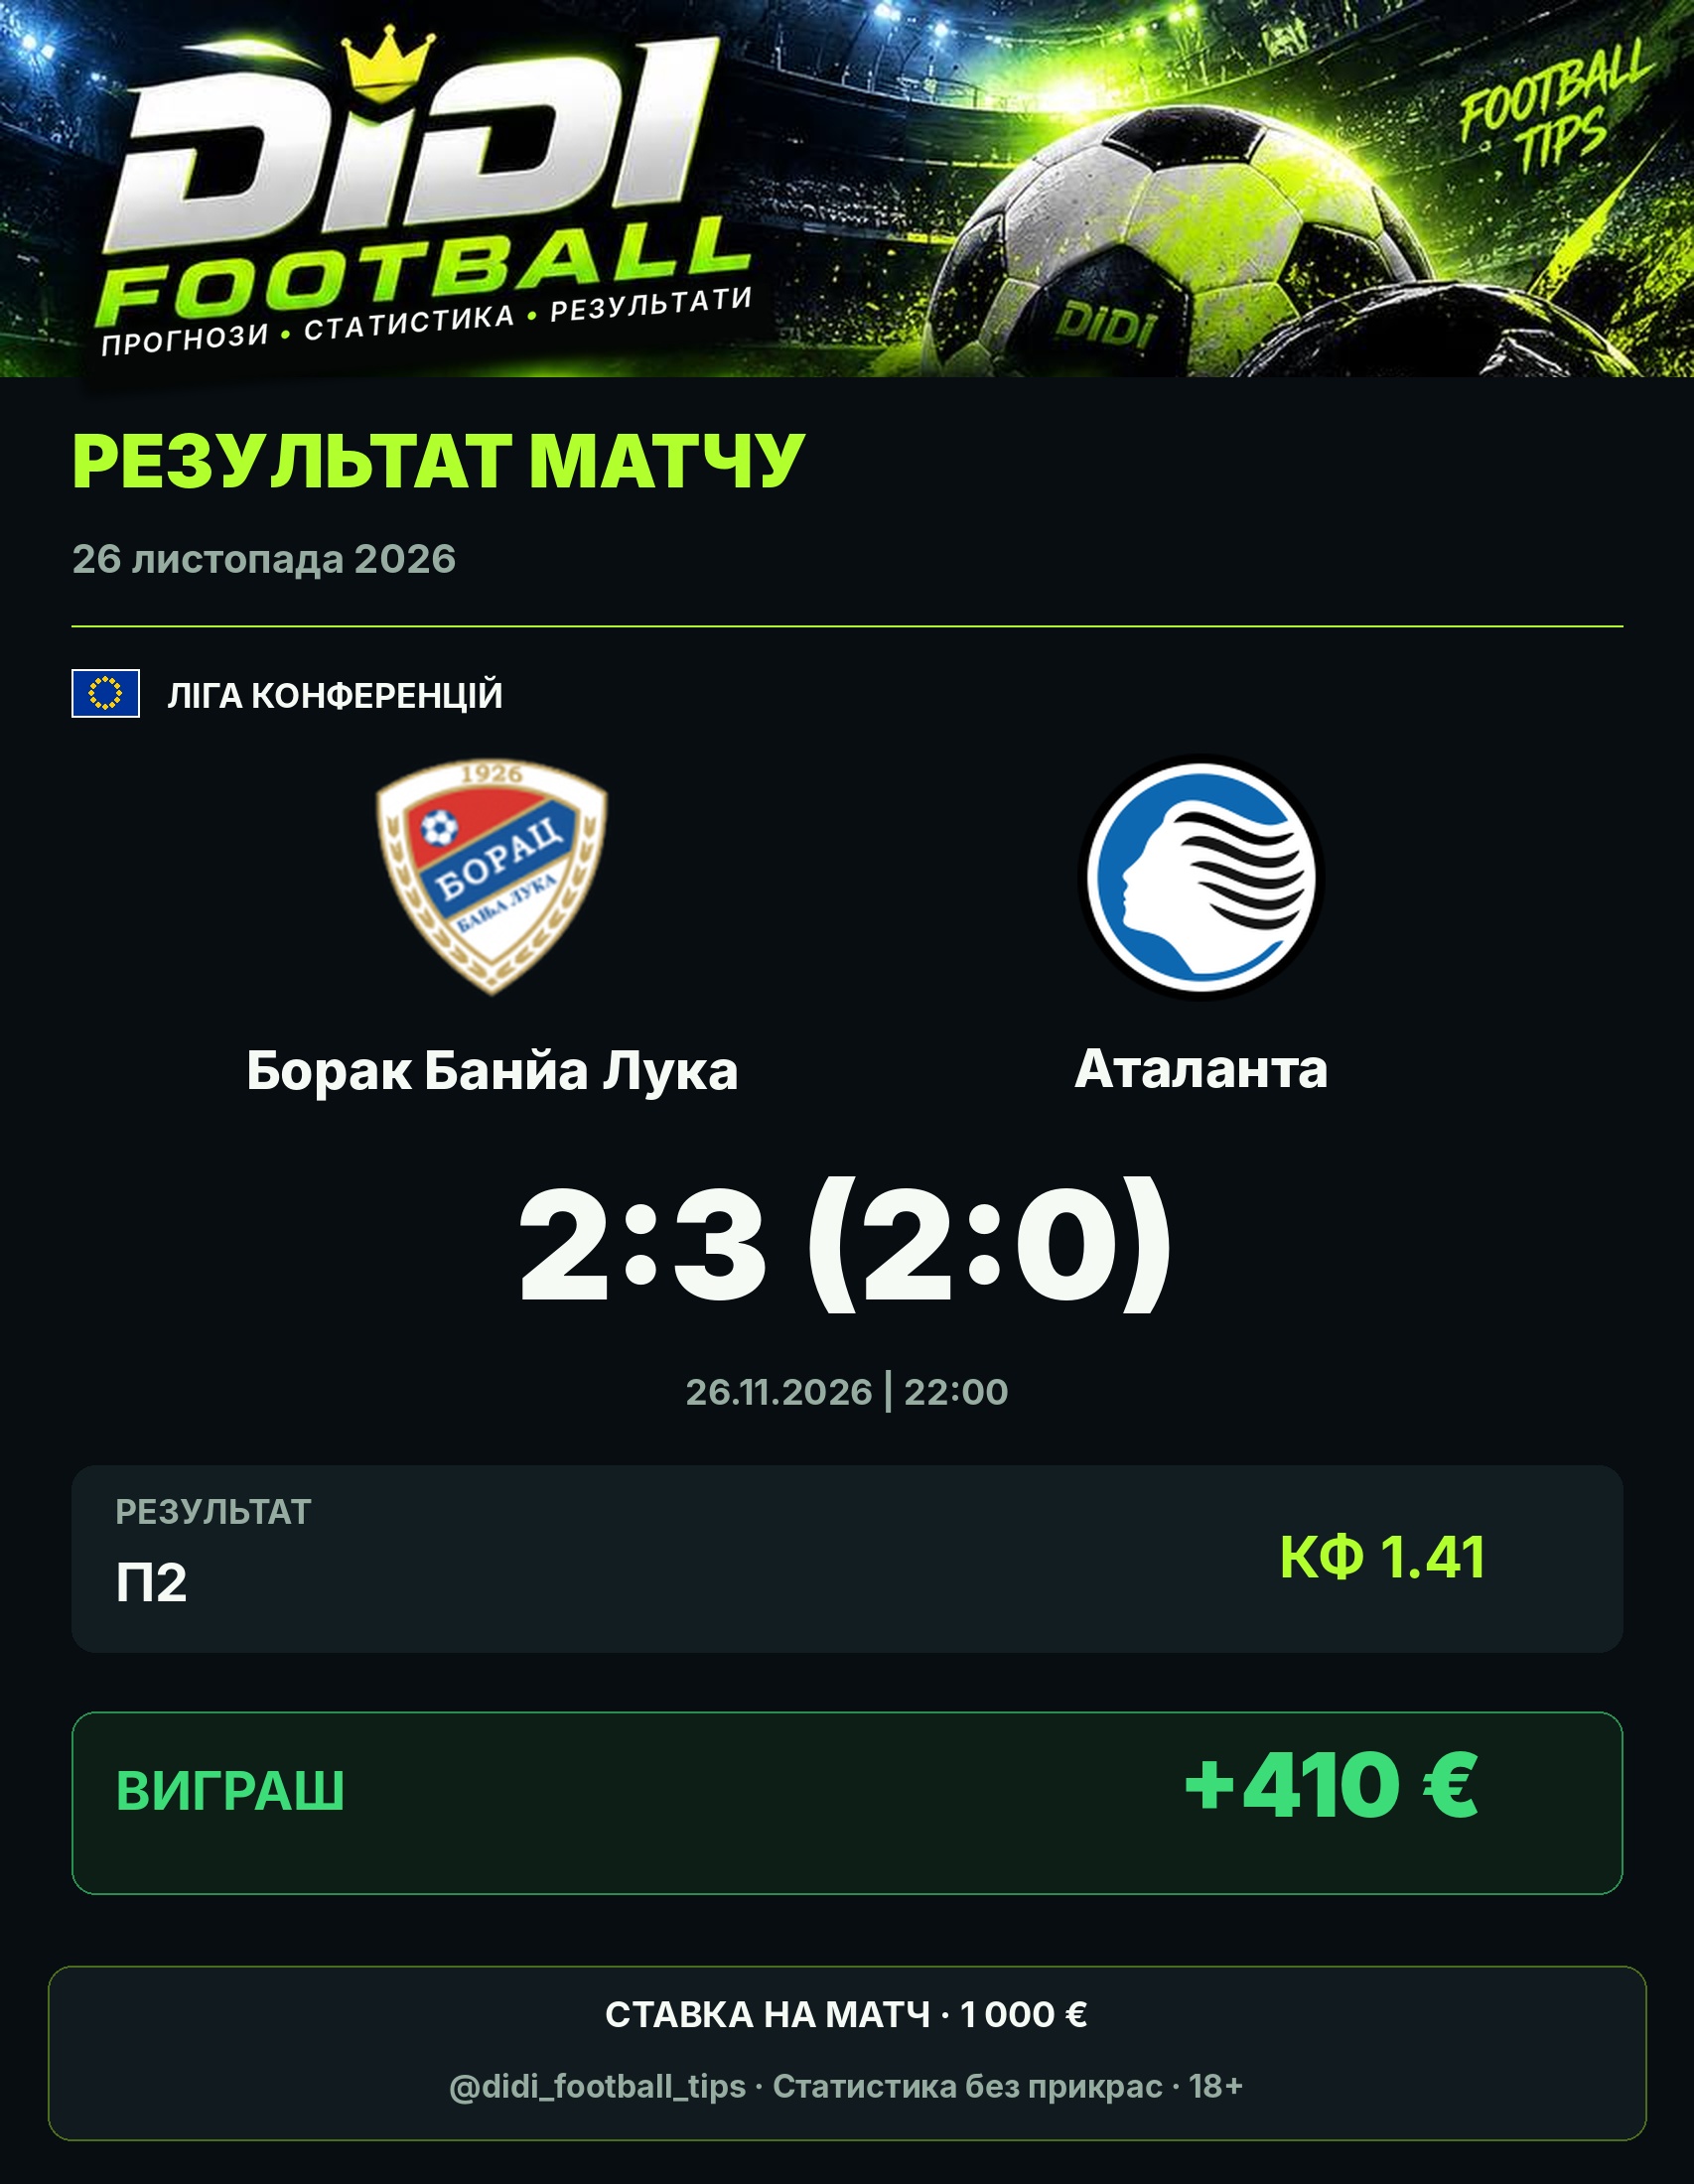 DiDi
FOOTBALL
ПРОГНОЗИ • СТАТИСТИКА • РЕЗУЛЬТАТИ
FOOTBALL
TIPS
DiDi
РЕЗУЛЬТАТ МАТЧУ
26 листопада 2026
ЛІГА КОНФЕРЕНЦІЙ
1926
БОРАЦ
БАЊА ЛУКА
Борак Банйа Лука
Аталанта
2:3 (2:0)
26.11.2026 | 22:00
РЕЗУЛЬТАТ
П2
КФ 1.41
ВИГРАШ
+410 €
СТАВКА НА МАТЧ · 1 000 €
@didi_football_tips · Статистика без прикрас · 18+